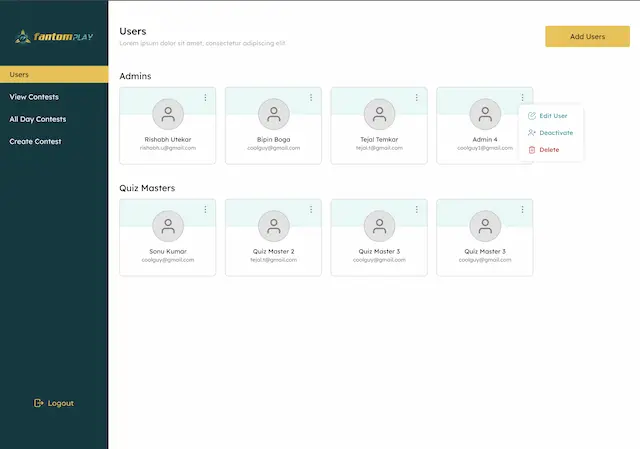 fantomPLAY
Users
View Contests
All Day Contests
Create Contest
Logout
Users
Lorem ipsum dolor sit amet, consectetur adipiscing elit
Add Users
Admins
Rishabh Utekar
rishabh.u@gmail.com
Bipin Boga
coolguy@gmail.com
Tejal Temkar
tejal.t@gmail.com
Admin 4
coolguy1@gmail.com
Edit User
Deactivate
Delete
Quiz Masters
Sonu Kumar
coolguy@gmail.com
Quiz Master 2
tejal.t@gmail.com
Quiz Master 3
coolguy@gmail.com
Quiz Master 3
coolguy@gmail.com